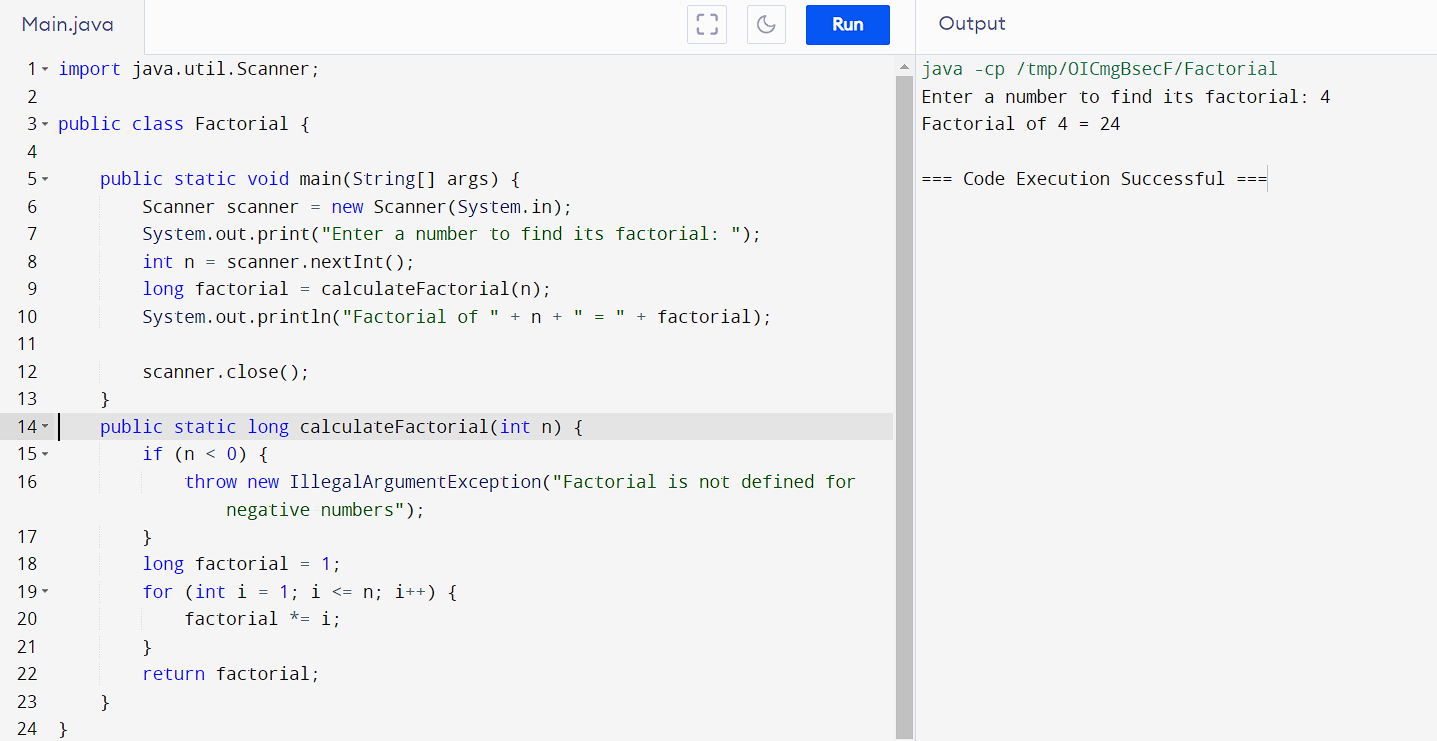 Main.java
Run
Output
1 import java.util.Scanner;
2
3 public class Factorial {
4
5     public static void main(String[] args) {
6         Scanner scanner = new Scanner(System.in);
7         System.out.print("Enter a number to find its factorial: ");
8         int n = scanner.nextInt();
9         long factorial = calculateFactorial(n);
10         System.out.println("Factorial of " + n + " = " + factorial);
11
12         scanner.close();
13     }
14     public static long calculateFactorial(int n) {
15         if (n < 0) {
16             throw new IllegalArgumentException("Factorial is not defined for
negative numbers");
17         }
18         long factorial = 1;
19         for (int i = 1; i <= n; i++) {
20             factorial *= i;
21         }
22         return factorial;
23     }
24 }
java -cp /tmp/OICmgBsecF/Factorial
Enter a number to find its factorial: 4
Factorial of 4 = 24
=== Code Execution Successful ===